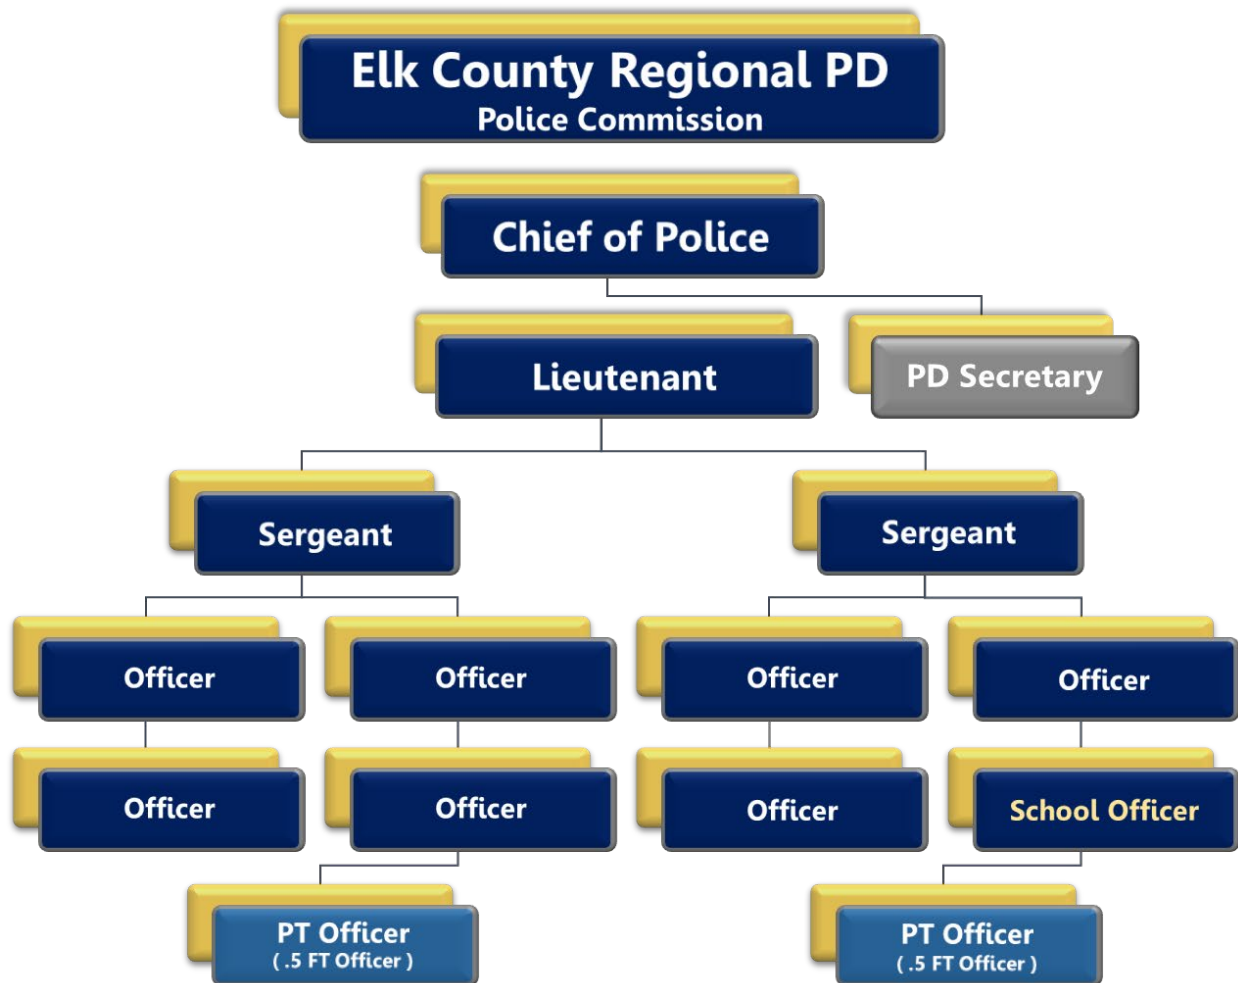 Elk County Regional PD
Police Commission
Chief of Police
Lieutenant
PD Secretary
Sergeant
Sergeant
Officer
Officer
Officer
Officer
Officer
Officer
Officer
School Officer
PT Officer
( .5 FT Officer )
PT Officer
( .5 FT Officer )